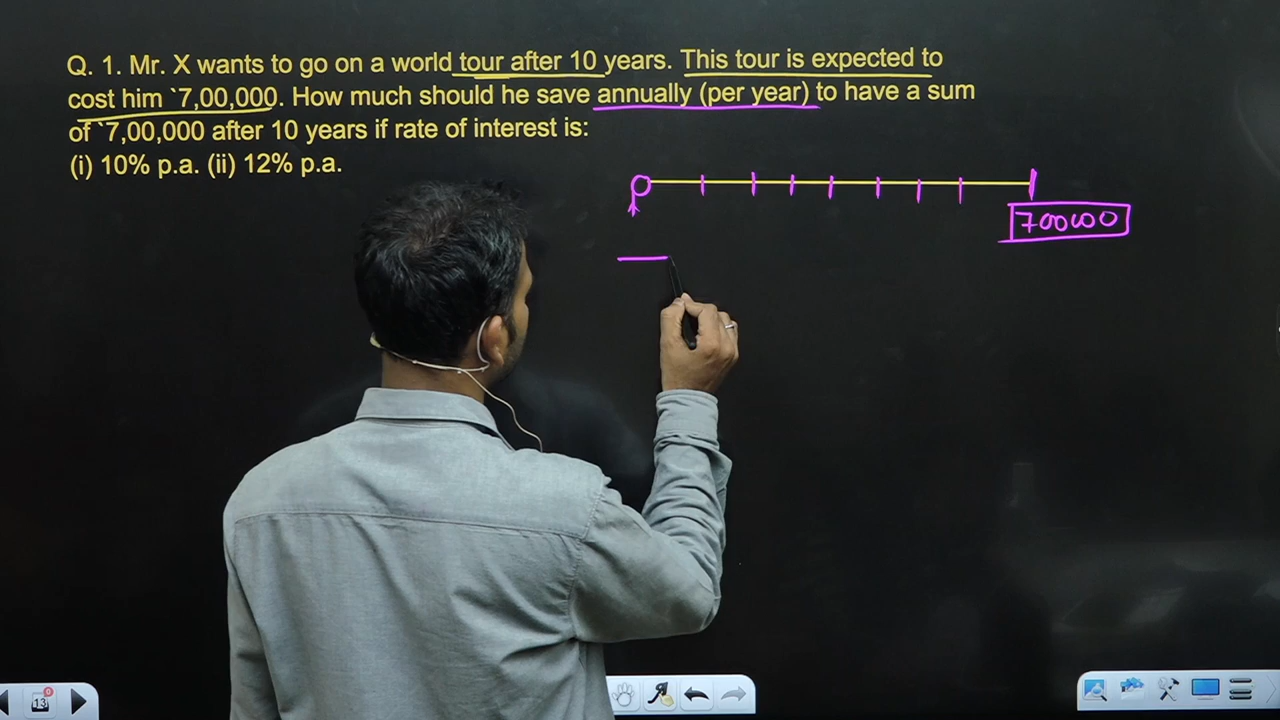 Q. 1. Mr. X wants to go on a world tour after 10 years. This tour is expected to
cost him `7,00,000. How much should he save annually (per year) to have a sum
of `7,00,000 after 10 years if rate of interest is:
(i) 10% p.a. (ii) 12% p.a.
700000
13
0